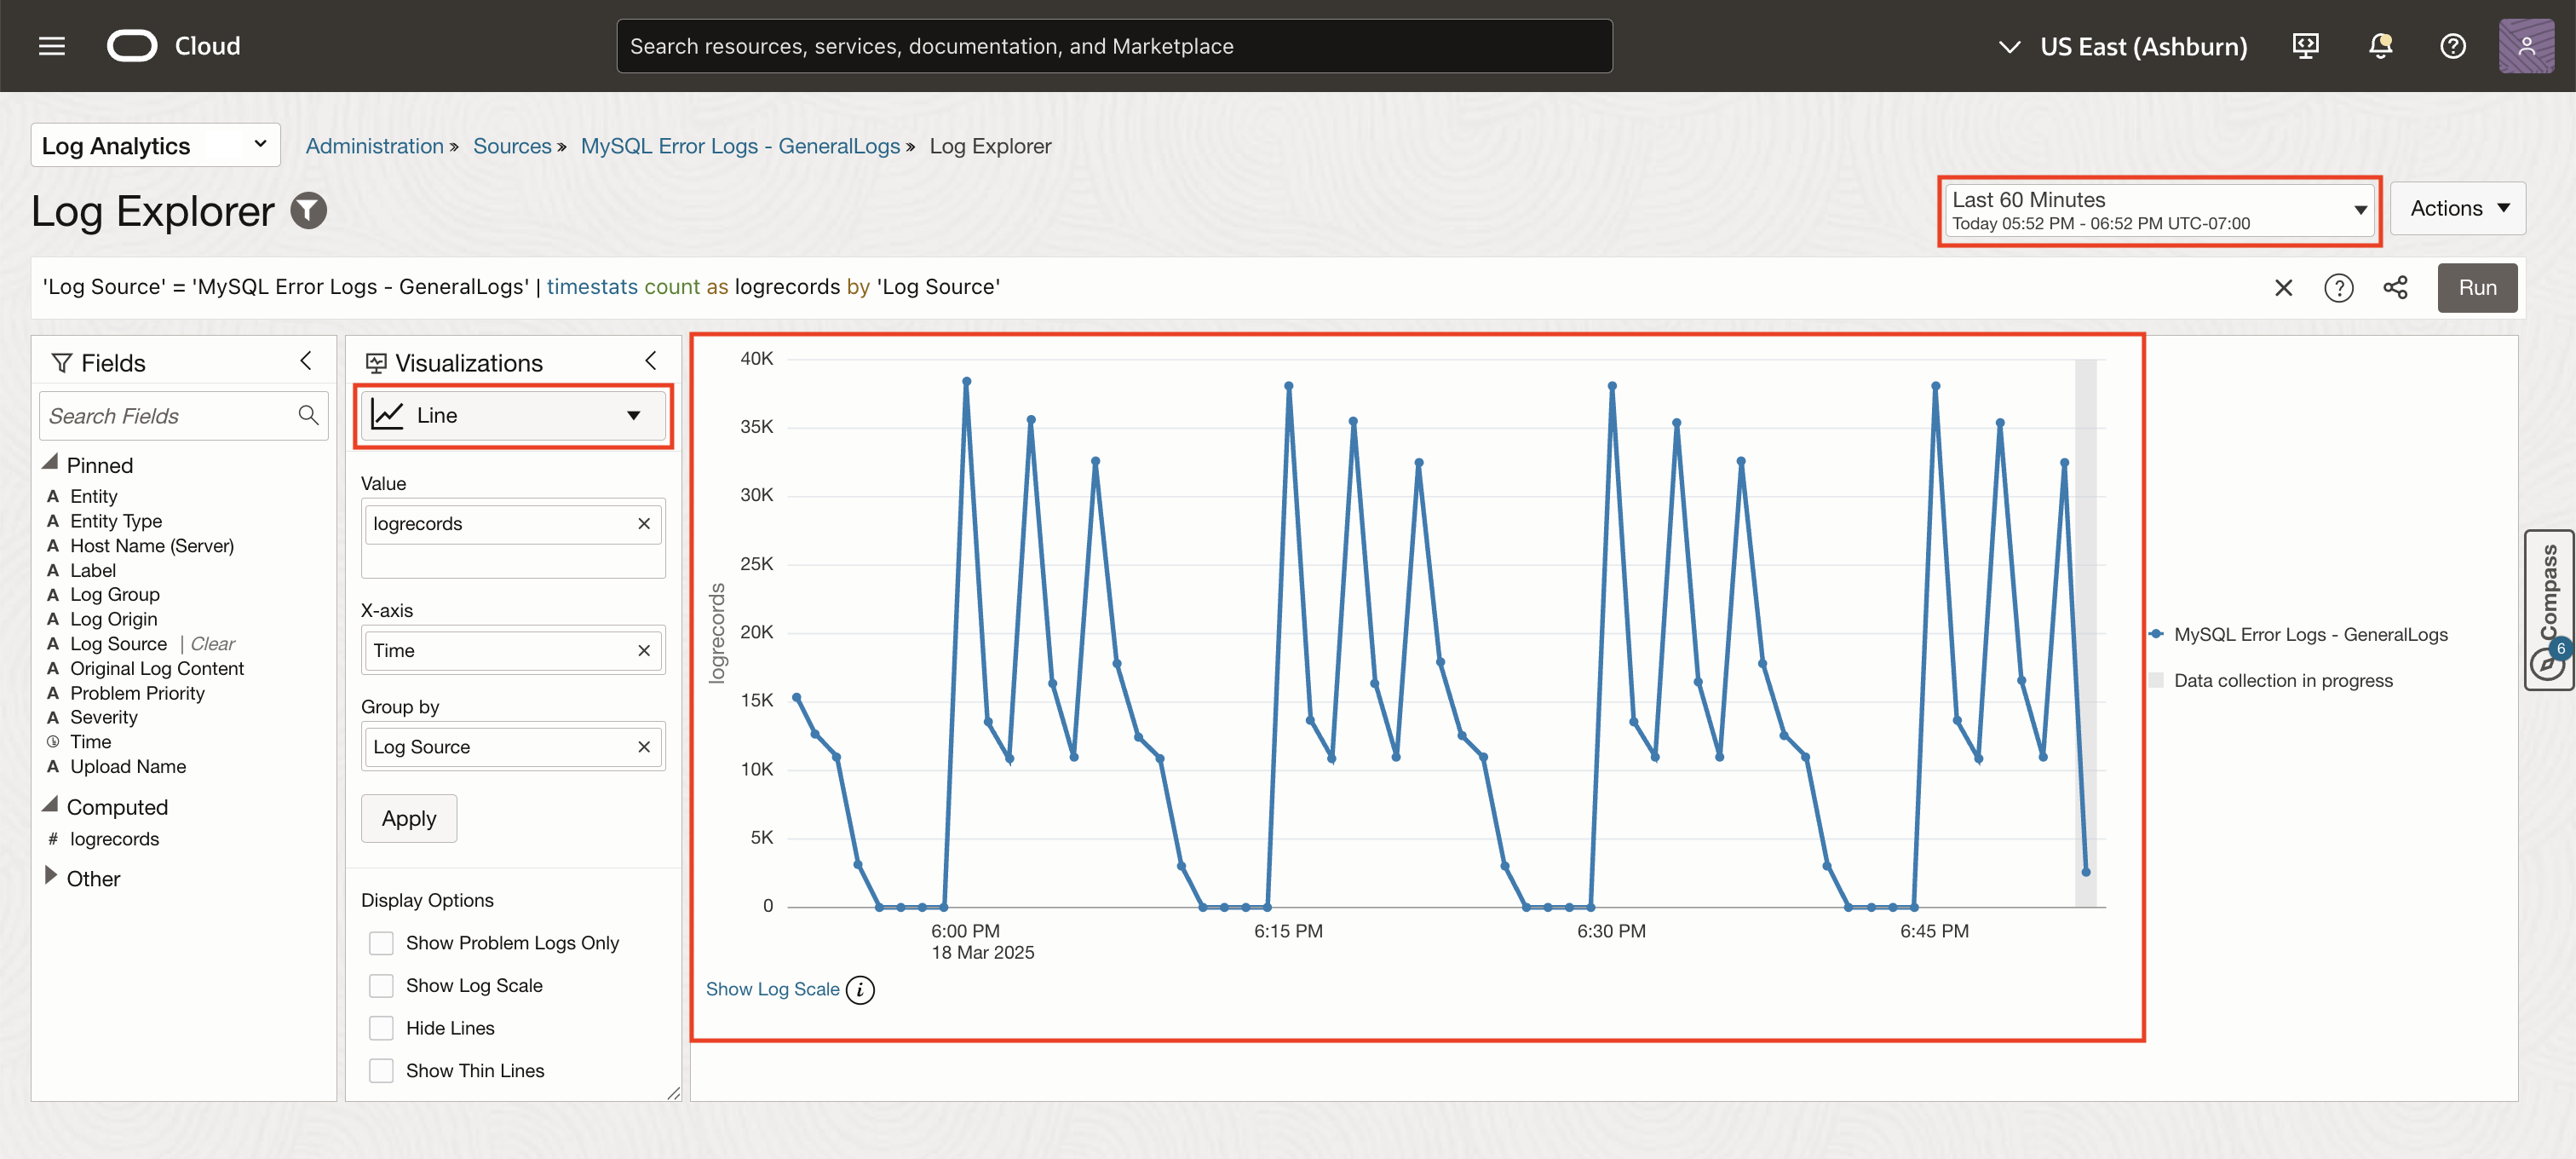 Cloud
Search resources, services, documentation, and Marketplace
US East (Ashburn)
Log Analytics
Administration » Sources » MySQL Error Logs - GeneralLogs » Log Explorer
Log Explorer
Last 60 Minutes
Today 05:52 PM - 06:52 PM UTC-07:00
Actions
'Log Source' = 'MySQL Error Logs - GeneralLogs' | timestats count as logrecords by 'Log Source'
Run
Fields
Search Fields
Pinned
A Entity
A Entity Type
A Host Name (Server)
A Label
A Log Group
A Log Origin
A Log Source | Clear
A Original Log Content
A Problem Priority
A Severity
Time
A Upload Name
Computed
# logrecords
Other
Visualizations
Line
Value
logrecords
X-axis
Time
Group by
Log Source
Apply
Display Options
Show Problem Logs Only
Show Log Scale
Hide Lines
Show Thin Lines
40K
35K
30K
25K
20K
15K
10K
5K
0
logrecords
6:00 PM
18 Mar 2025
6:15 PM
6:30 PM
6:45 PM
Show Log Scale
MySQL Error Logs - GeneralLogs
Data collection in progress
Compass
6